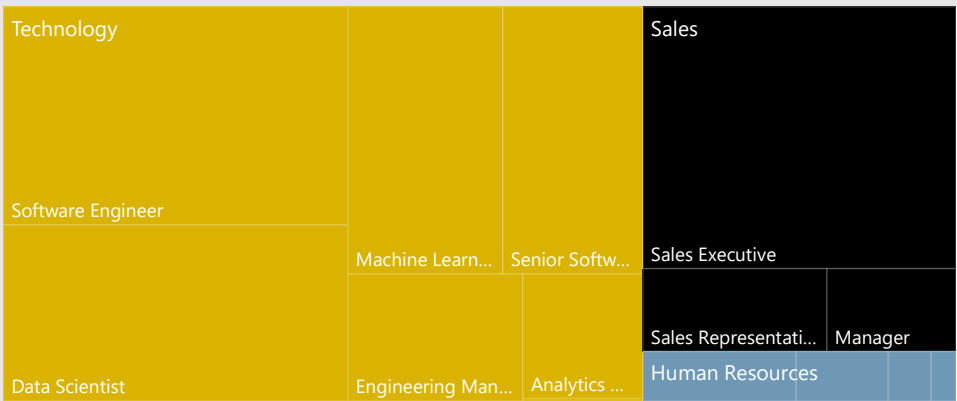 Technology
Software Engineer
Data Scientist
Machine Learn...
Senior Softw...
Engineering Man...
Analytics ...
Sales
Sales Executive
Sales Representati...
Manager
Human Resources